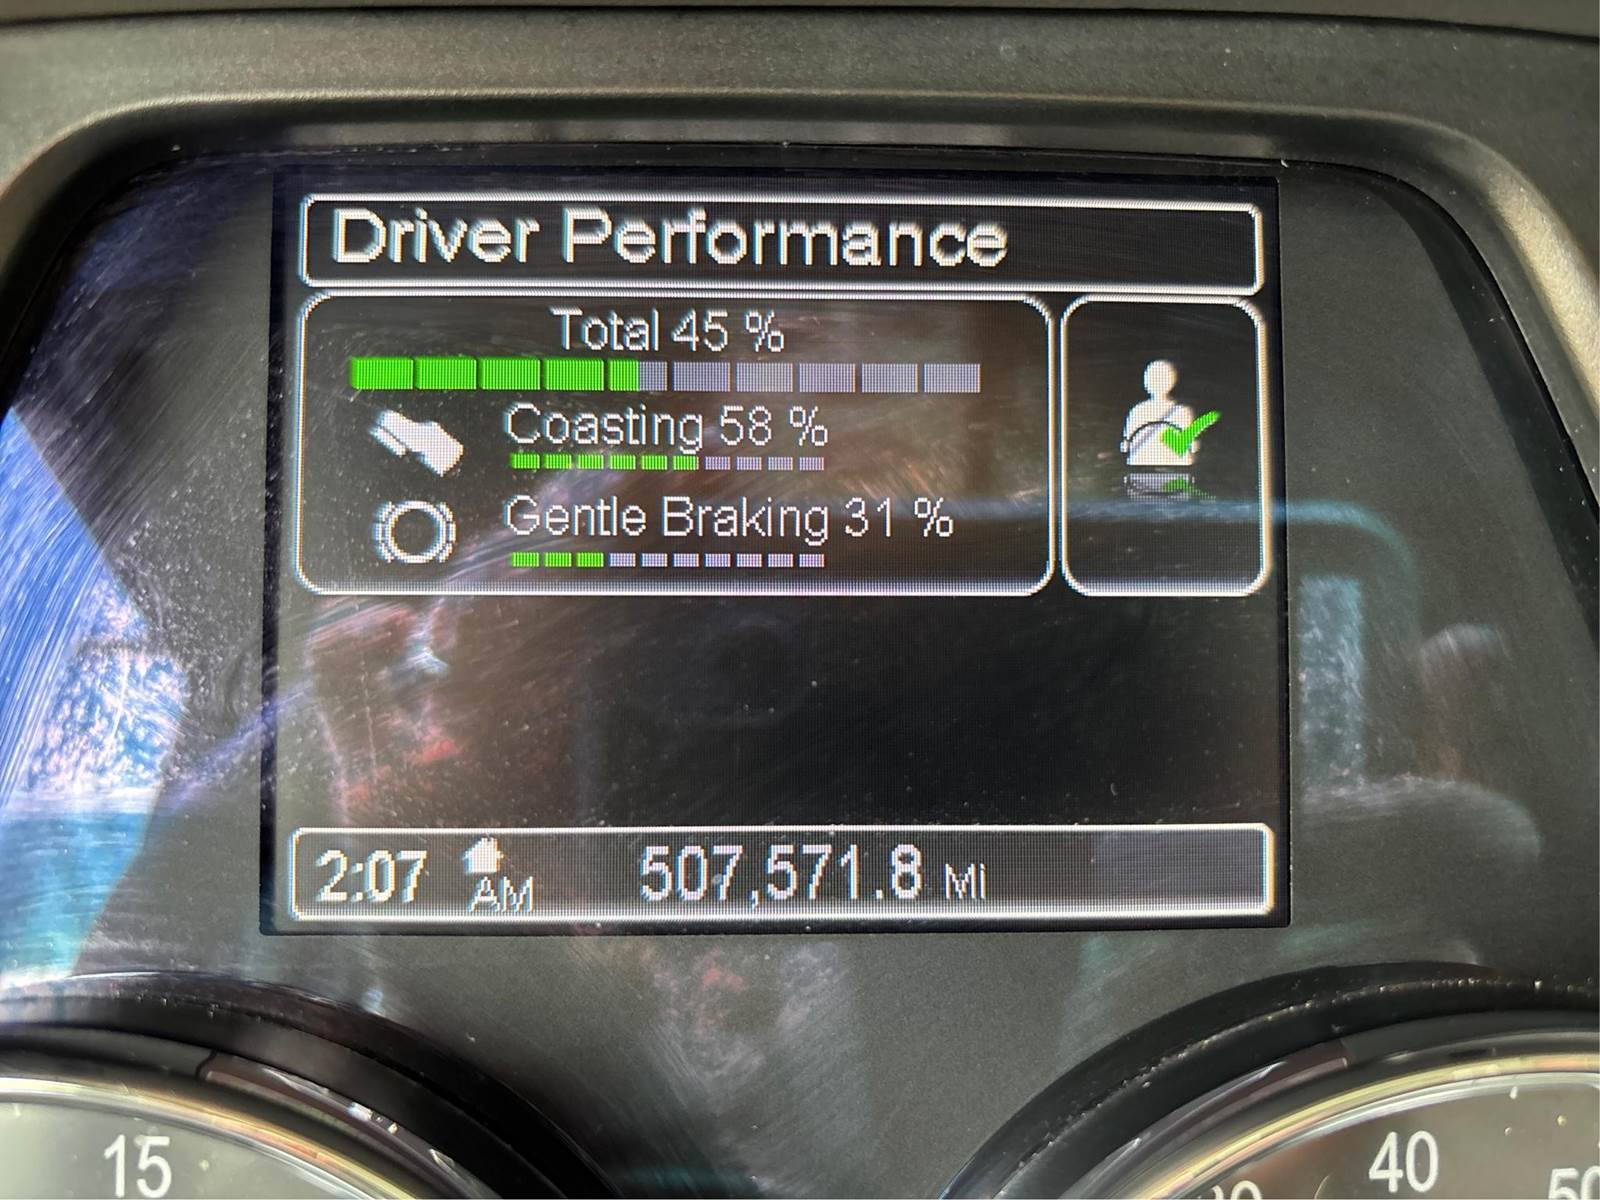 Driver Performance
Total 45 %
Coasting 58 %
Gentle Braking 31 %
2:07 AM 507,571.8 Mi
15
40